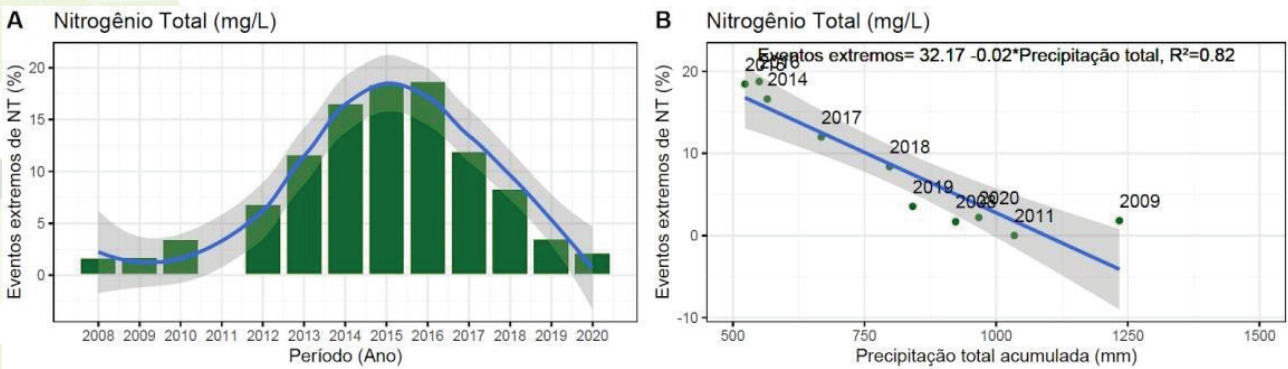 A Nitrogênio Total (mg/L)
Eventos extremos de NT (%)
20
15
10
5
0
2008 2009 2010 2011 2012 2013 2014 2015 2016 2017 2018 2019 2020
Período (Ano)
B Nitrogênio Total (mg/L)
Eventos extremos de NT (%)
Eventos extremos= 32.17 -0.02*Precipitação total, R²=0.82
20
10
0
-10
2015 2016
2014
2017
2018
2019
2008 2020
2011
2009
500 750 1000 1250 1500
Precipitação total acumulada (mm)